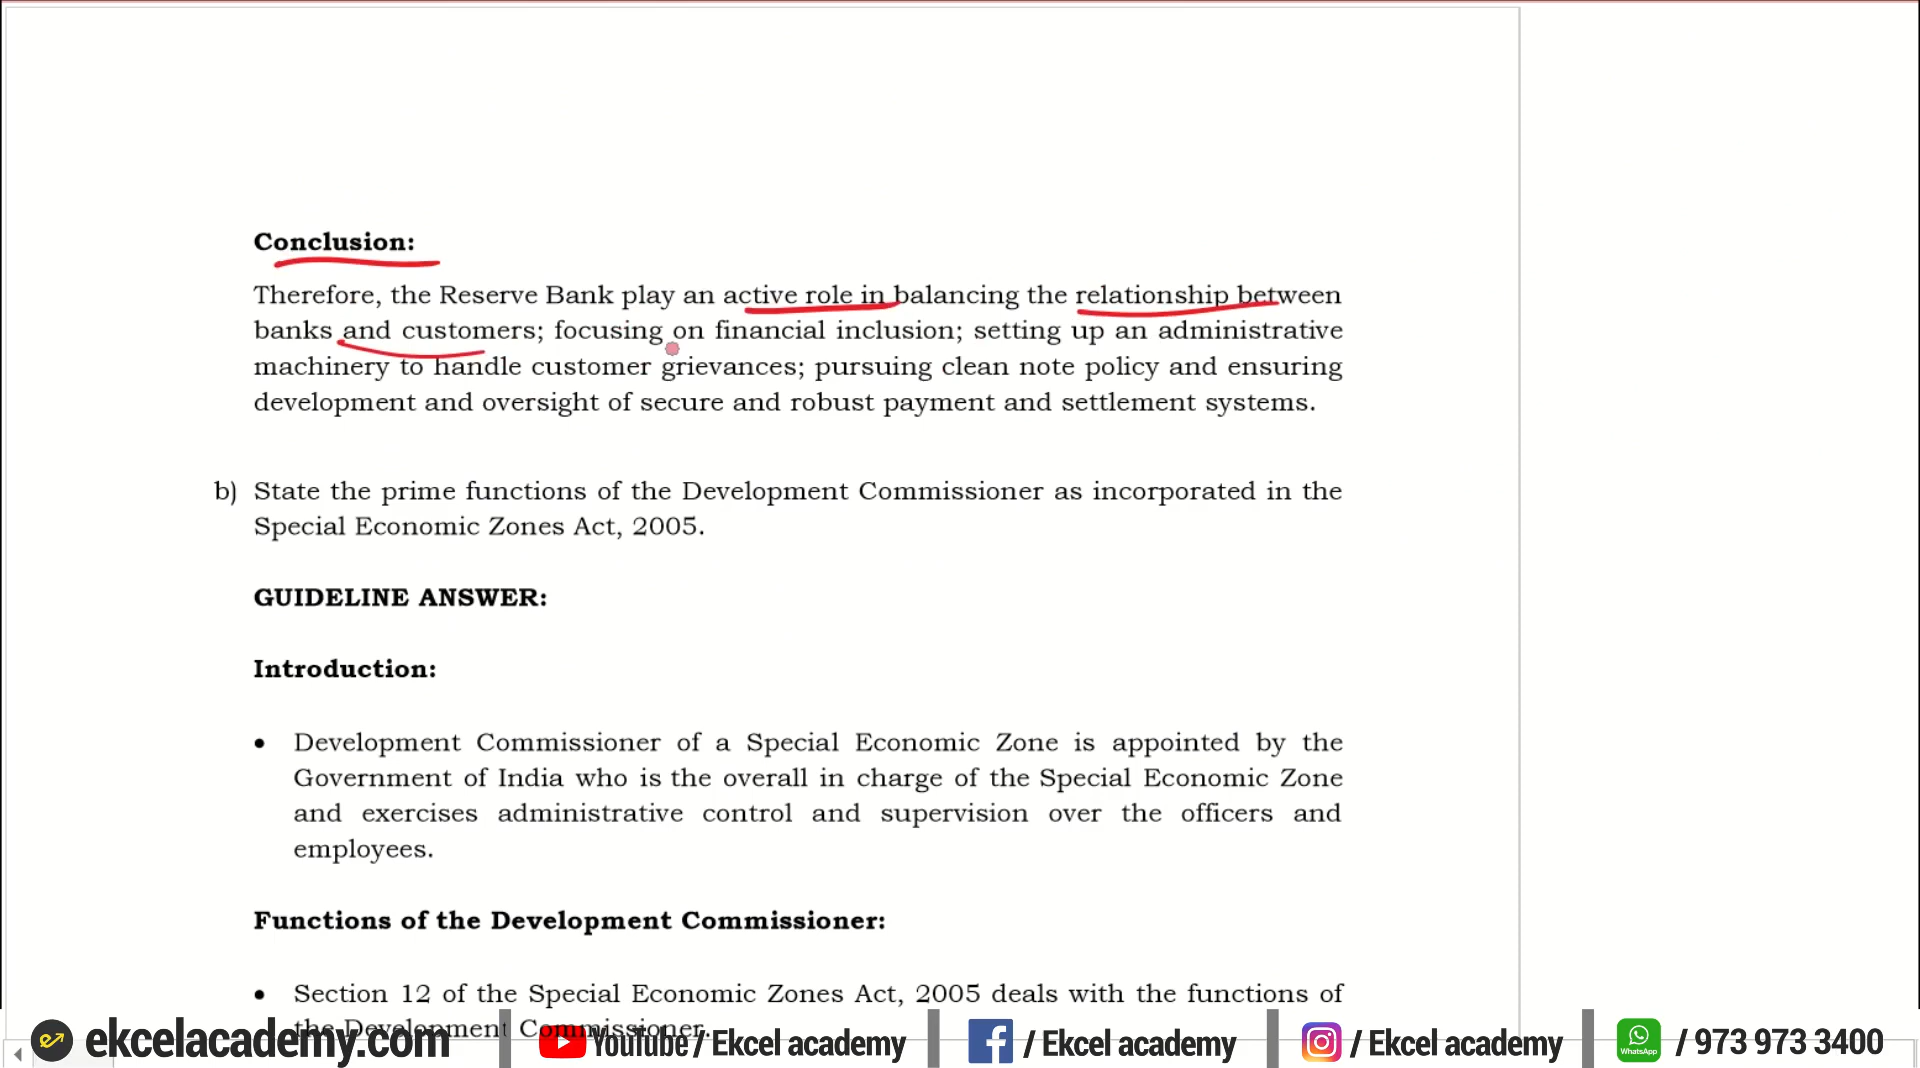 Conclusion:
Therefore, the Reserve Bank play an active role in balancing the relationship between
banks and customers; focusing on financial inclusion; setting up an administrative
machinery to handle customer grievances; pursuing clean note policy and ensuring
development and oversight of secure and robust payment and settlement systems.
b) State the prime functions of the Development Commissioner as incorporated in the
Special Economic Zones Act, 2005.
GUIDELINE ANSWER:
Introduction:
• Development Commissioner of a Special Economic Zone is appointed by the
Government of India who is the overall in charge of the Special Economic Zone
and exercises administrative control and supervision over the officers and
employees.
Functions of the Development Commissioner:
• Section 12 of the Special Economic Zones Act, 2005 deals with the functions of
the Development Commissioner.
ekcelacademy.com YouTube / Ekcel academy / Ekcel academy / Ekcel academy WhatsApp / 973 973 3400